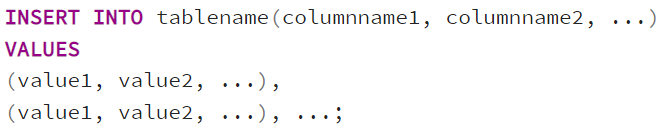 INSERT INTO tablename(columnname1, columnname2, ...)
VALUES
(value1, value2, ...),
(value1, value2, ...), ...;